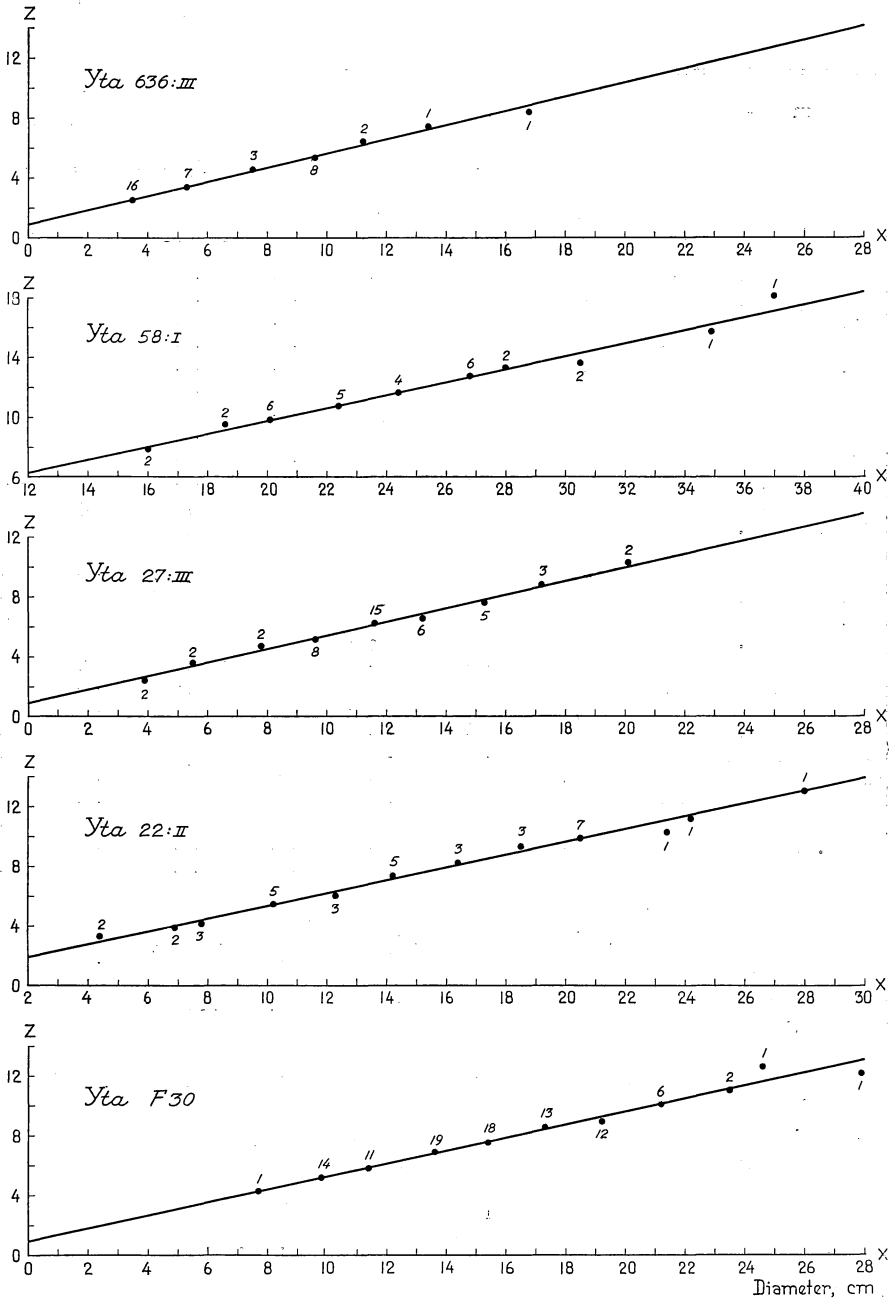 Z
12
8
4
0
Yta 636:III
16 7 3 8 2 1 1
0 2 4 6 8 10 12 14 16 18 20 22 24 26 28 X
Z
18
14
10
6
Yta 58:I
2 2 6 5 4 6 2 2 1 1
12 14 16 18 20 22 24 26 28 30 32 34 36 38 40 X
Z
12
8
4
0
Yta 27:III
2 2 2 8 15 6 5 3 2
0 2 4 6 8 10 12 14 16 18 20 22 24 26 28 X
Z
12
8
4
0
Yta 22:II
2 2 3 5 3 5 3 3 7 1 1 1
2 4 6 8 10 12 14 16 18 20 22 24 26 28 30 X
Z
12
8
4
0
Yta F30
1 14 11 19 18 13 12 6 2 1 1
0 2 4 6 8 10 12 14 16 18 20 22 24 26 28 X
Diameter, cm